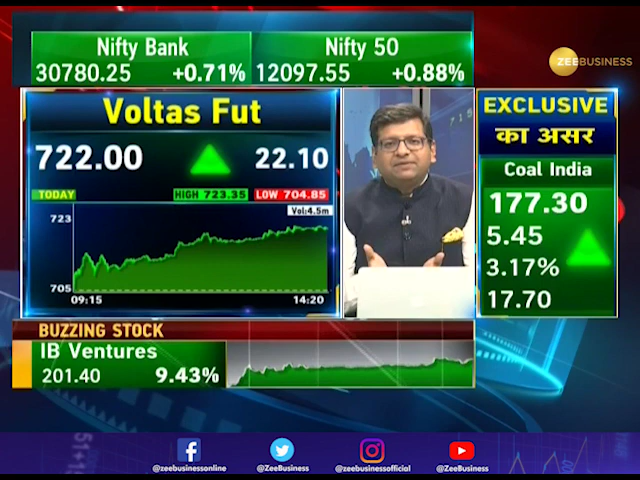 Nifty Bank
30780.25 +0.71%
Nifty 50
12097.55 +0.88%
ZEEBUSINESS
Voltas Fut
722.00 22.10
TODAY HIGH 723.35 LOW 704.85
Vol:4.5m
723
705
09:15 14:20
EXCLUSIVE
का असर
Coal India
177.30
5.45
3.17%
17.70
BUZZING STOCK
IB Ventures
201.40 9.43%
@zeebusinessonline
@ZeeBusiness
@zeebusinessofficial
@ZeeBusiness